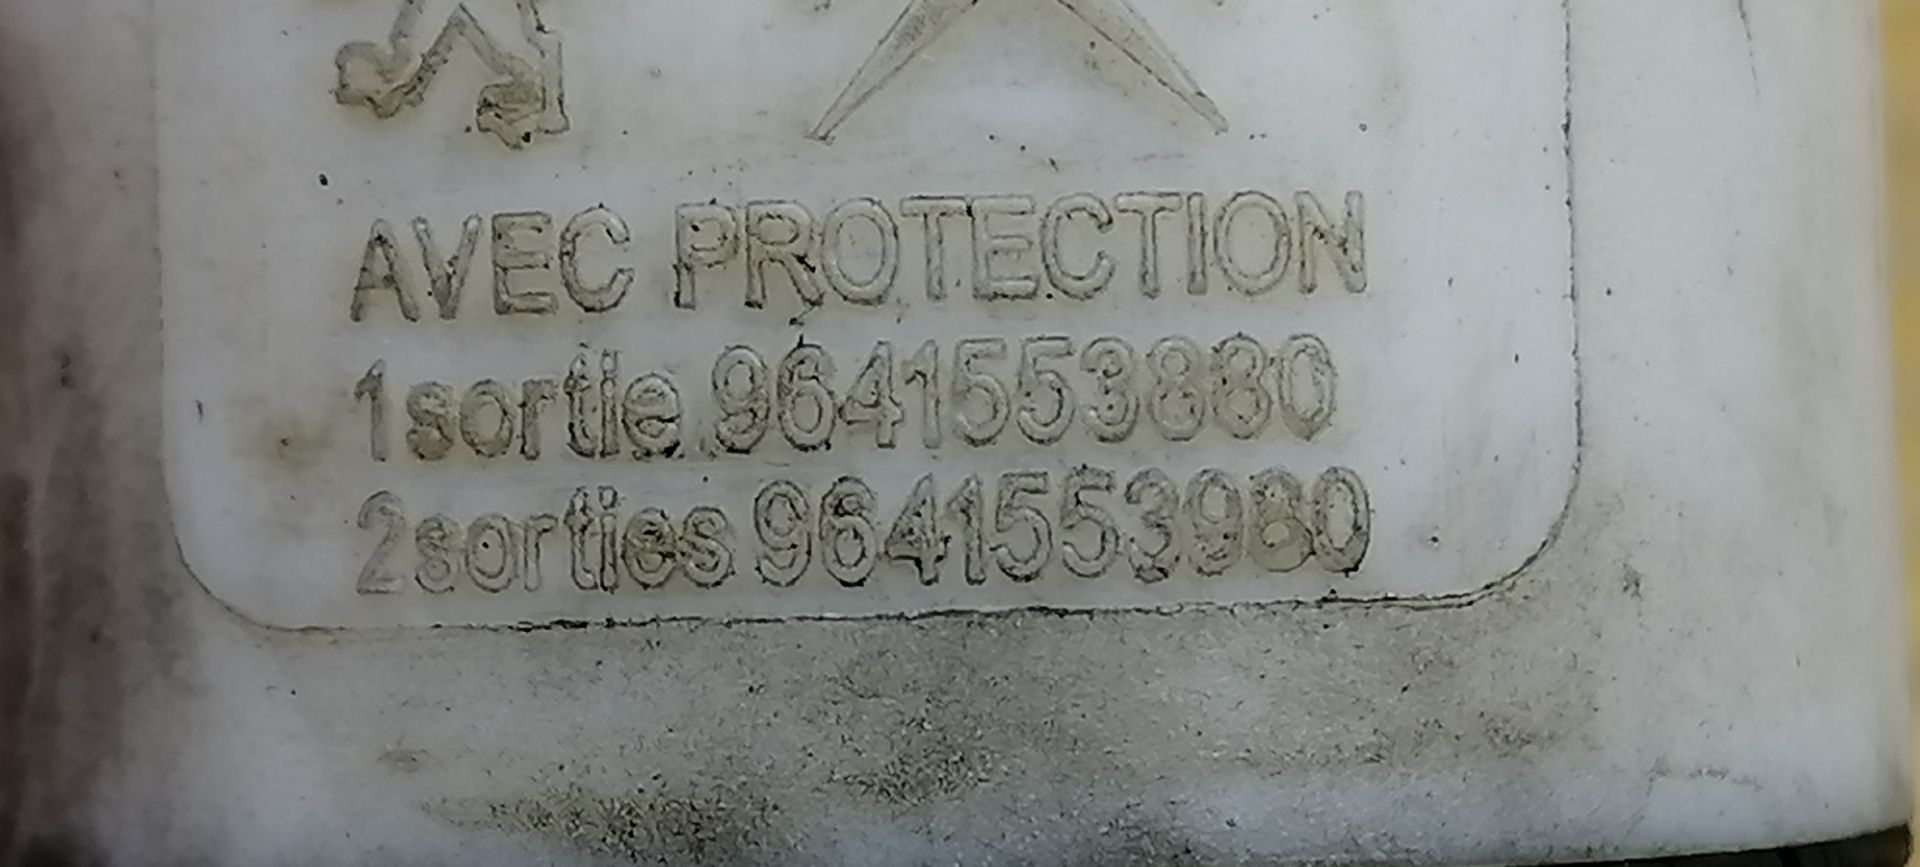 AVEC PROTECTION
1sortie 9641553880
2sorties 9641553980